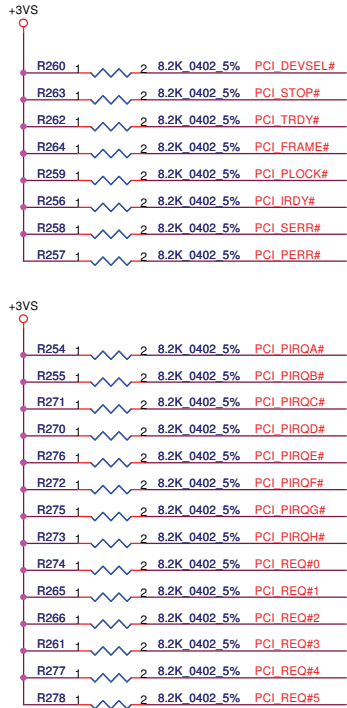 +3VS
R260 1 2 8.2K_0402_5% PCI_DEVSEL#
R263 1 2 8.2K_0402_5% PCI_STOP#
R262 1 2 8.2K_0402_5% PCI_TRDY#
R264 1 2 8.2K_0402_5% PCI_FRAME#
R259 1 2 8.2K_0402_5% PCI_PLOCK#
R256 1 2 8.2K_0402_5% PCI_IRDY#
R258 1 2 8.2K_0402_5% PCI_SERR#
R257 1 2 8.2K_0402_5% PCI_PERR#
+3VS
R254 1 2 8.2K_0402_5% PCI_PIRQA#
R255 1 2 8.2K_0402_5% PCI_PIRQB#
R271 1 2 8.2K_0402_5% PCI_PIRQC#
R270 1 2 8.2K_0402_5% PCI_PIRQD#
R276 1 2 8.2K_0402_5% PCI_PIRQE#
R272 1 2 8.2K_0402_5% PCI_PIRQF#
R275 1 2 8.2K_0402_5% PCI_PIRQG#
R273 1 2 8.2K_0402_5% PCI_PIRQH#
R274 1 2 8.2K_0402_5% PCI_REQ#0
R265 1 2 8.2K_0402_5% PCI_REQ#1
R266 1 2 8.2K_0402_5% PCI_REQ#2
R261 1 2 8.2K_0402_5% PCI_REQ#3
R277 1 2 8.2K_0402_5% PCI_REQ#4
R278 1 2 8.2K_0402_5% PCI_REQ#5